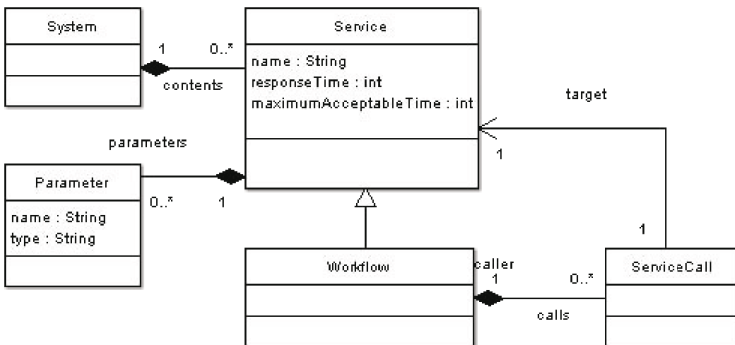 System
1
0..*
contents
Service
name : String
responseTime : int
maximumAcceptableTime : int
target
1
1
parameters
0..*
1
Parameter
name : String
type : String
Workflow
caller
1
0..*
calls
ServiceCall